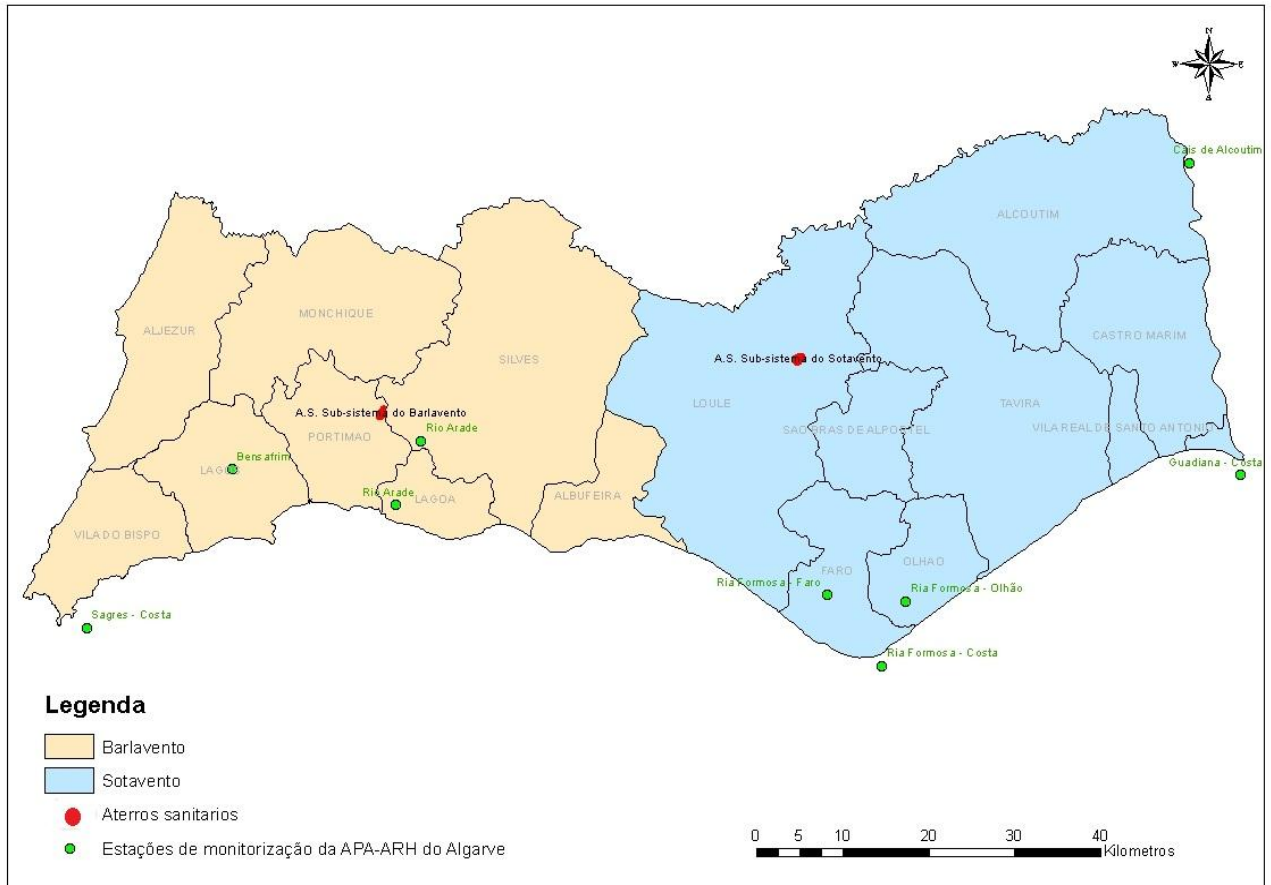 N
W
E
S
Cais de Alcoutim
ALCOUTIM
MONCHIQUE
ALJEZUR
CASTRO MARIM
SILVES
A.S. Sub-sistema do Sotavento
LOULE
TAVIRA
A.S. Sub-sistema do Barlavento
Rio Arade
PORTIMAO
SAO BRAS DE ALPORTEL
VILA REAL DE SANTO ANTONIO
Bensafrim
LAGOS
Guadiana - Costa
Rio Arade
LAGOA
ALBUFEIRA
VILA DO BISPO
OLHAO
FARO
Ria Formosa - Faro
Ria Formosa - Olhão
Sagres - Costa
Ria Formosa - Costa
Legenda
Barlavento
Sotavento
Aterros sanitarios
Estações de monitorização da APA-ARH do Algarve
0 5 10 20 30 40
Kilometros